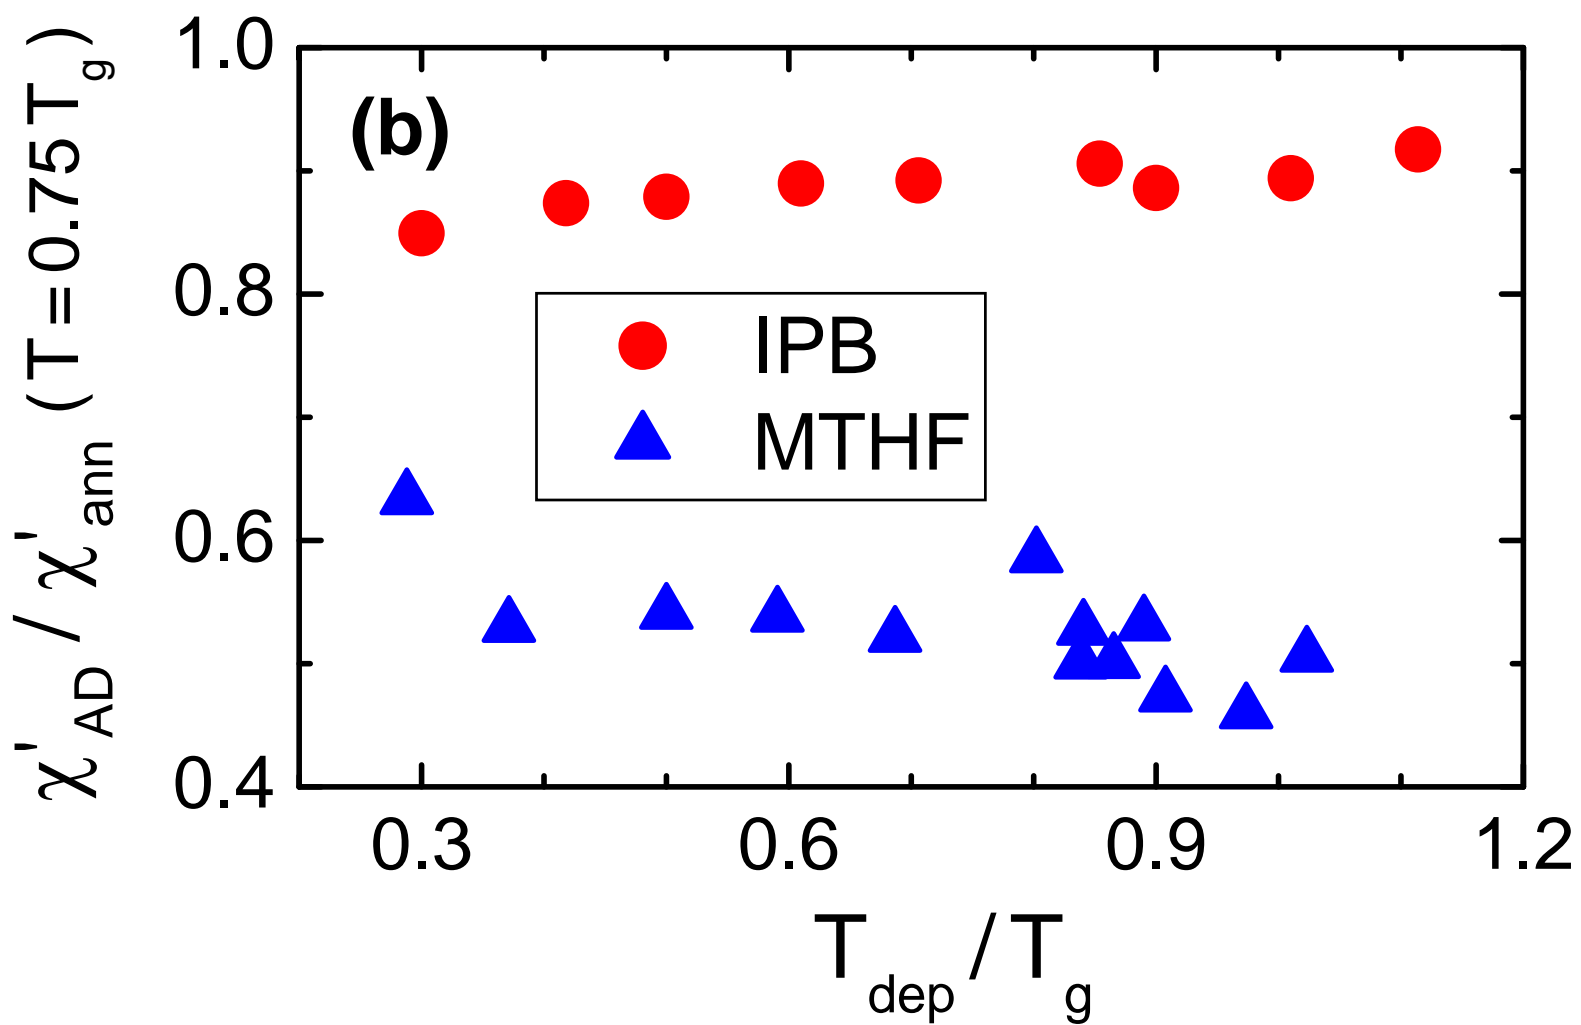 (b)
χ'AD / χ'ann (T = 0.75 Tg)
1.0
0.8
0.6
0.4
IPB
MTHF
0.3 0.6 0.9 1.2
Tdep / Tg